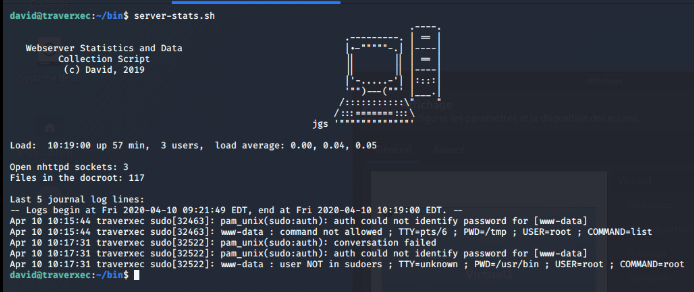 david@traverxec:~/bin$ server-stats.sh
Webserver Statistics and Data
Collection Script
(c) David, 2019
jgs
Load:  10:19:00 up 57 min,  3 users,  load average: 0.00, 0.04, 0.05
Open nhttpd sockets: 3
Files in the docroot: 117
Last 5 journal log lines:
-- Logs begin at Fri 2020-04-10 09:21:49 EDT, end at Fri 2020-04-10 10:19:00 EDT. --
Apr 10 10:15:44 traverxec sudo[32463]: pam_unix(sudo:auth): auth could not identify password for [www-data]
Apr 10 10:15:44 traverxec sudo[32463]: www-data : command not allowed ; TTY=pts/6 ; PWD=/tmp ; USER=root ; COMMAND=list
Apr 10 10:17:31 traverxec sudo[32522]: pam_unix(sudo:auth): conversation failed
Apr 10 10:17:31 traverxec sudo[32522]: pam_unix(sudo:auth): auth could not identify password for [www-data]
Apr 10 10:17:31 traverxec sudo[32522]: www-data : user NOT in sudoers ; TTY=unknown ; PWD=/usr/bin ; USER=root ; COMMAND=root
david@traverxec:~/bin$